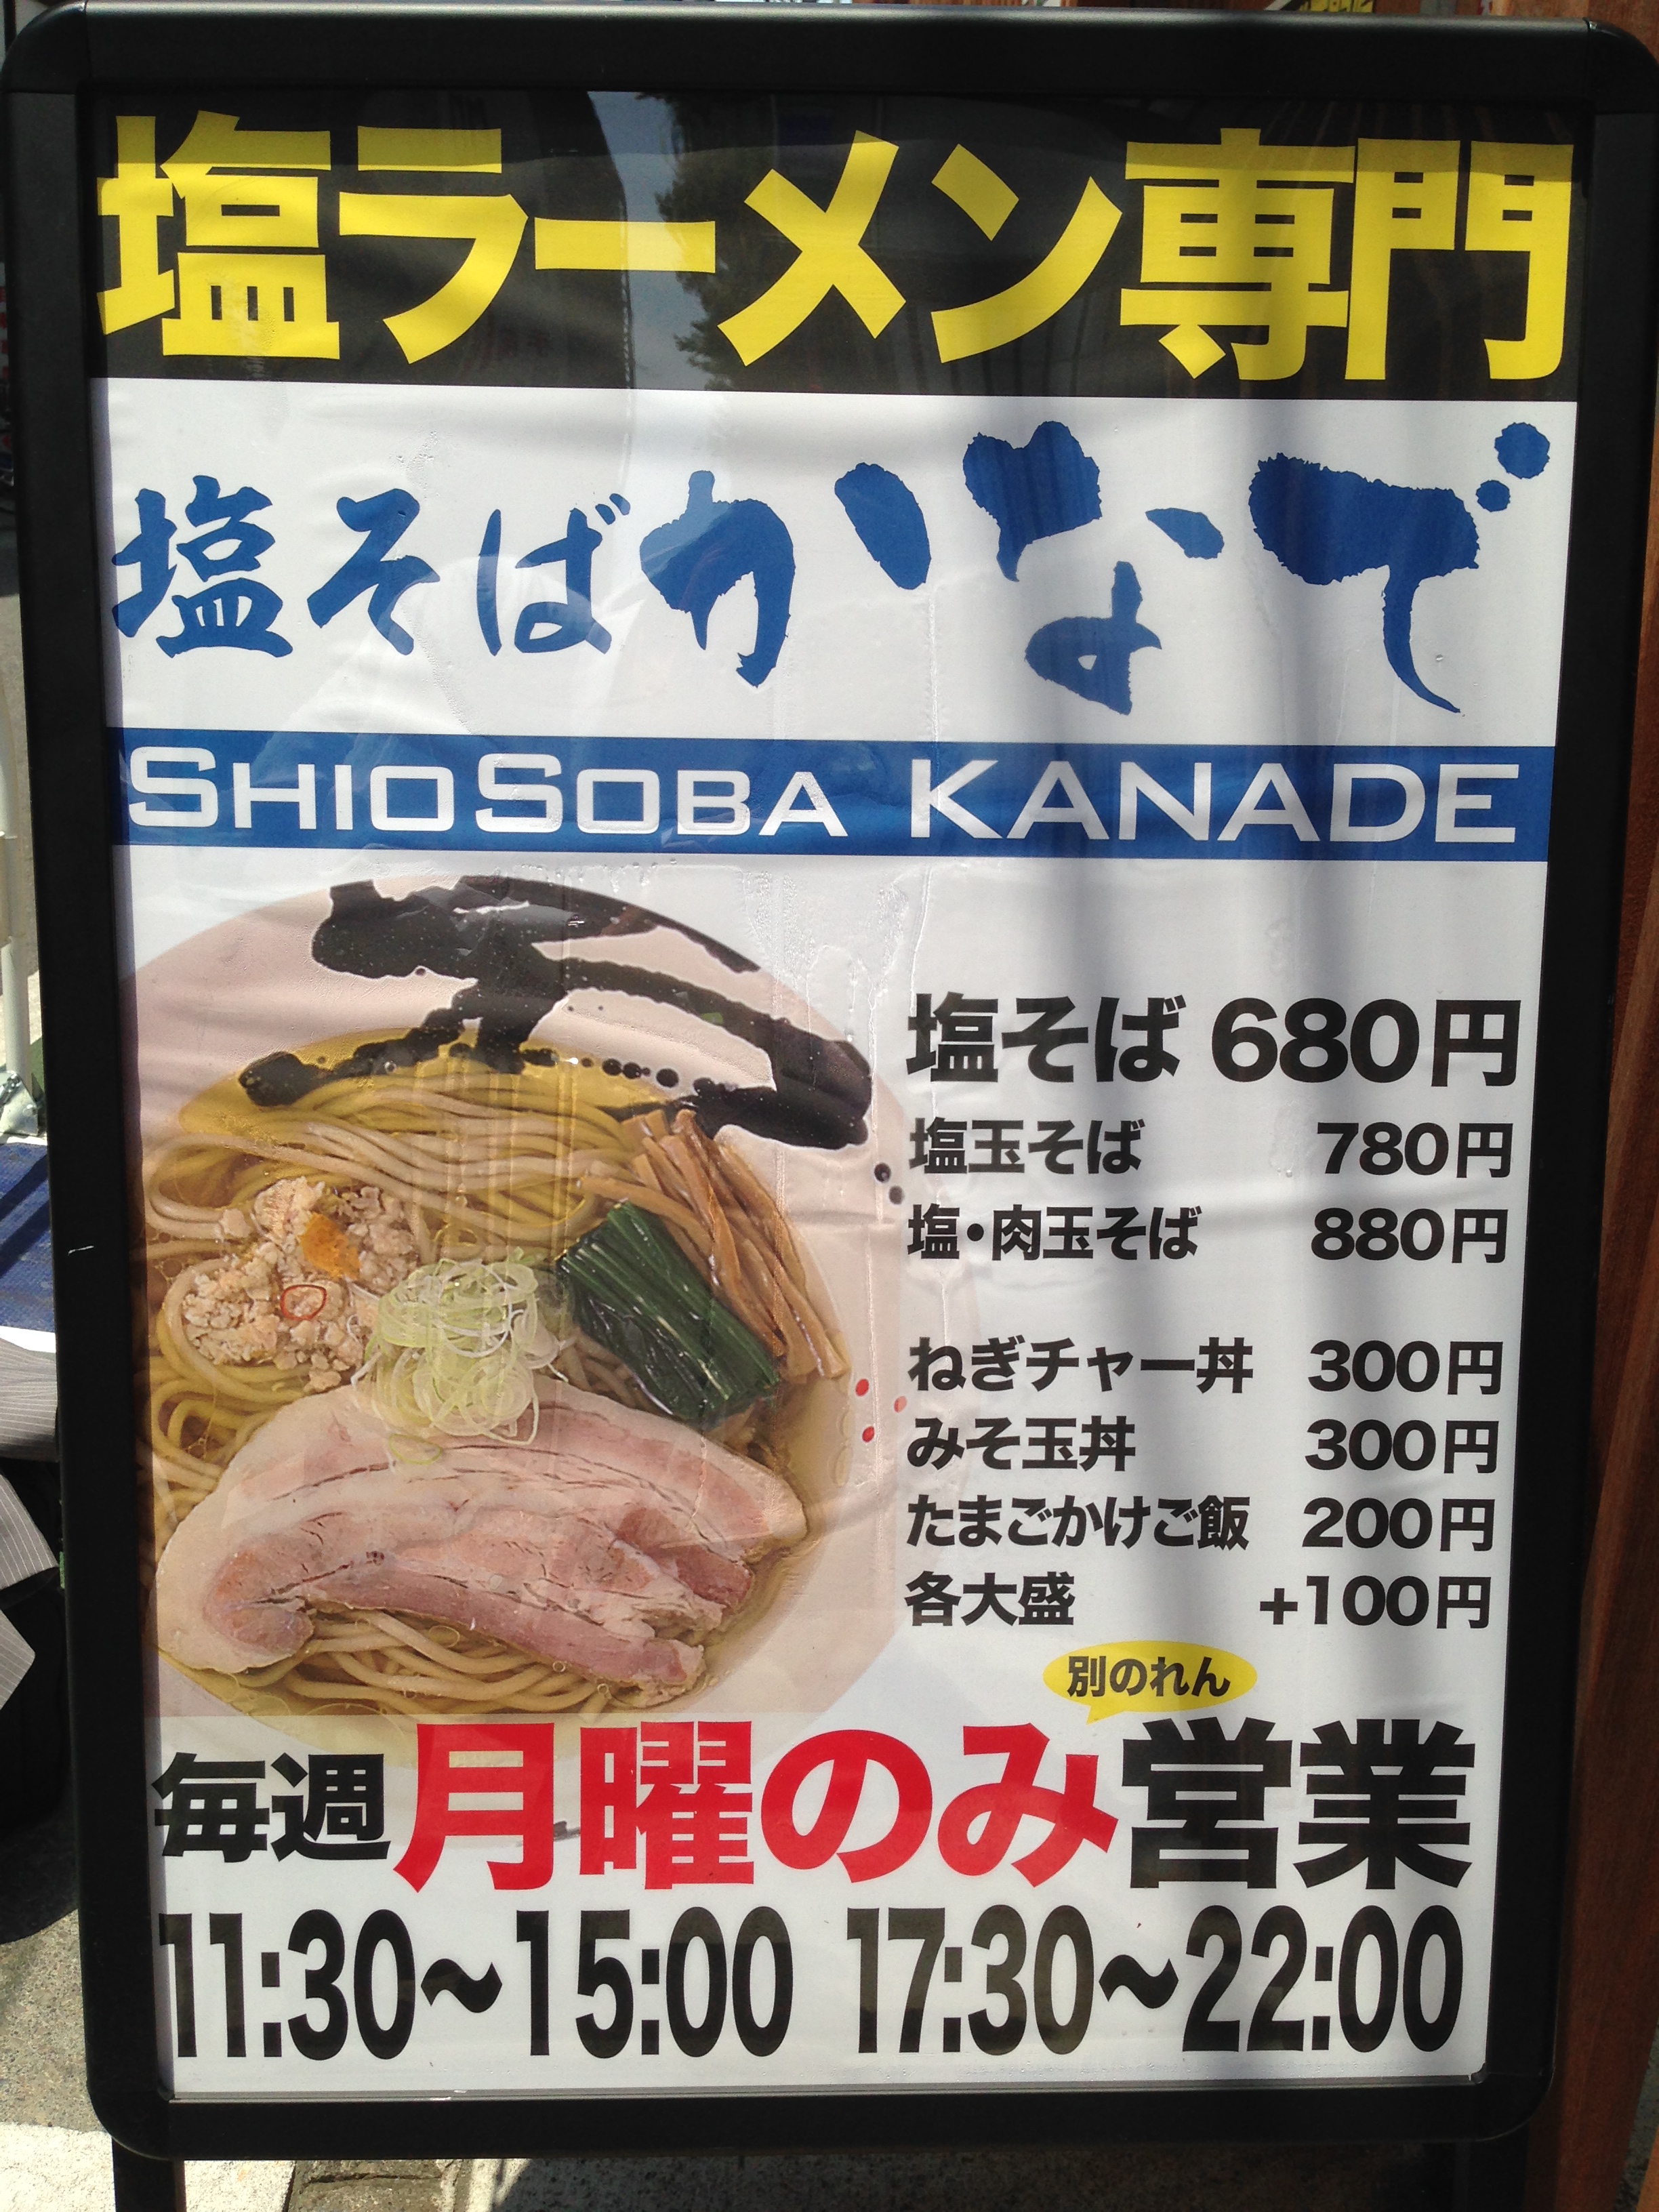 塩ラーメン専門
塩そばかなで
SHIOSOBA KANADE
塩そば 680円
塩玉そば 780円
塩・肉玉そば 880円
ねぎチャー丼 300円
みそ玉丼 300円
たまごかけご飯 200円
各大盛 +100円
別のれん
毎週月曜のみ営業
11:30~15:00 17:30~22:00